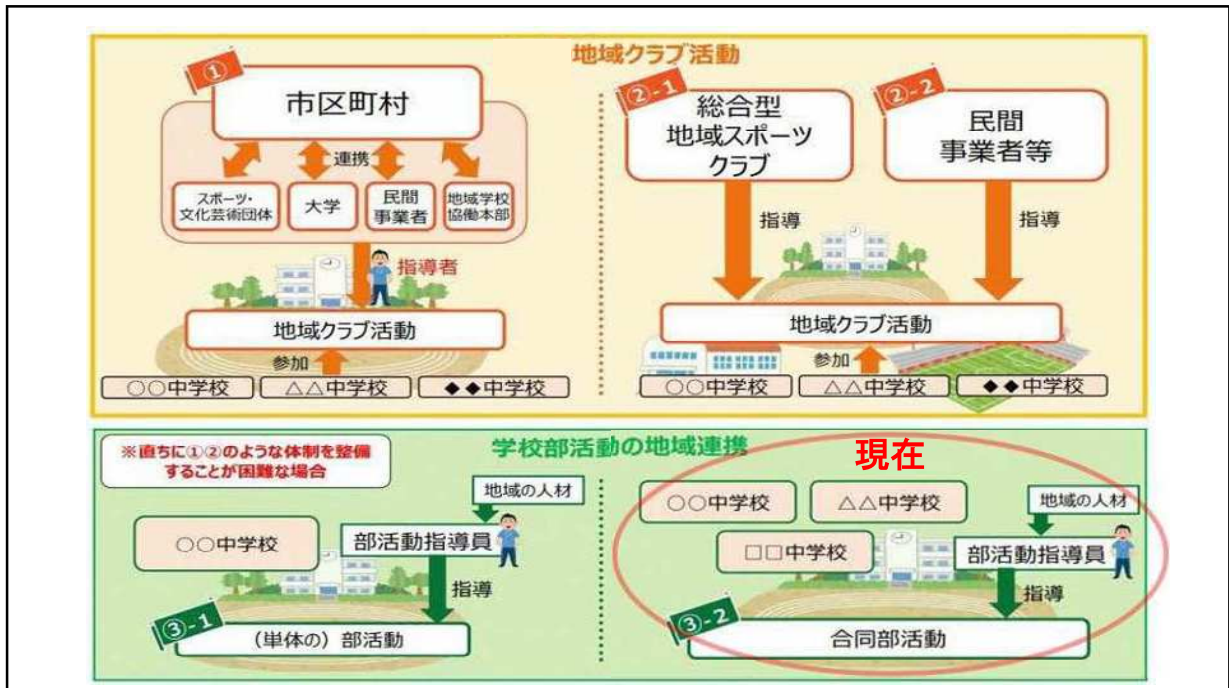 地域クラブ活動
①
市区町村
連携
スポーツ・
文化芸術団体
大学
民間
事業者
地域学校
協働本部
指導者
地域クラブ活動
参加
○○中学校
△△中学校
◆◆中学校
②-1
総合型
地域スポーツ
クラブ
②-2
民間
事業者等
指導
指導
地域クラブ活動
参加
○○中学校
△△中学校
◆◆中学校
学校部活動の地域連携
※直ちに①②のような体制を整備
することが困難な場合
地域の人材
○○中学校
部活動指導員
指導
③-1
(単体の) 部活動
現在
○○中学校
△△中学校
地域の人材
□□中学校
部活動指導員
指導
③-2
合同部活動